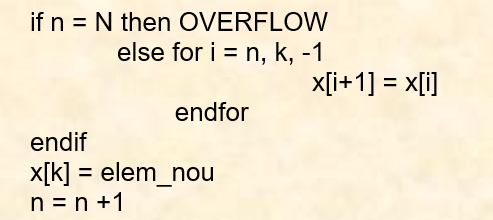 if n = N then OVERFLOW
else for i = n, k, -1
x[i+1] = x[i]
endfor
endif
x[k] = elem_nou
n = n +1